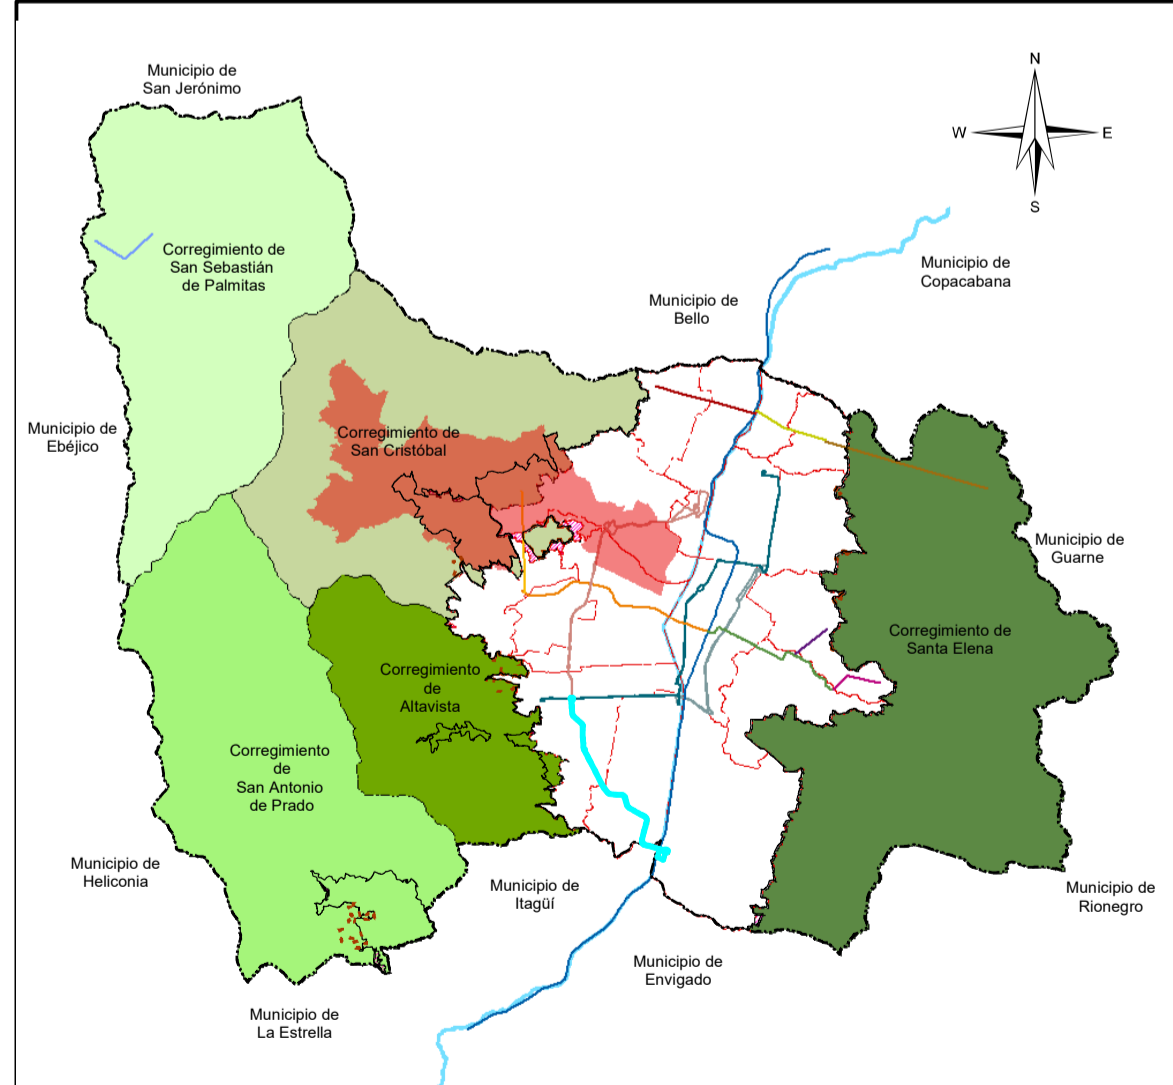 Municipio de
San Jerónimo
N
W
E
S
Corregimiento de
San Sebastián
de Palmitas
Municipio de
Copacabana
Municipio de
Bello
Municipio de
Ebéjico
Corregimiento de
San Cristóbal
Municipio de
Guarne
Corregimiento de
Santa Elena
Corregimiento
de
Altavista
Corregimiento
de
San Antonio
de Prado
Municipio de
Heliconia
Municipio de
Itagüí
Municipio de
Rionegro
Municipio de
Envigado
Municipio de
La Estrella